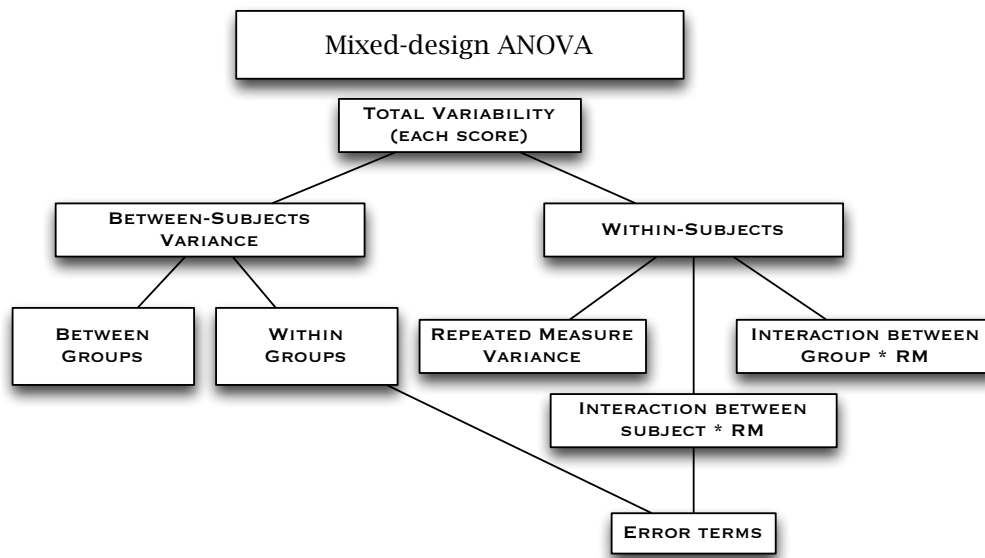 Mixed-design ANOVA
Total Variability
(each score)
Between-Subjects
Variance
Within-Subjects
Between
Groups
Within
Groups
Repeated Measure
Variance
Interaction between
Group * RM
Interaction between
subject * RM
Error terms